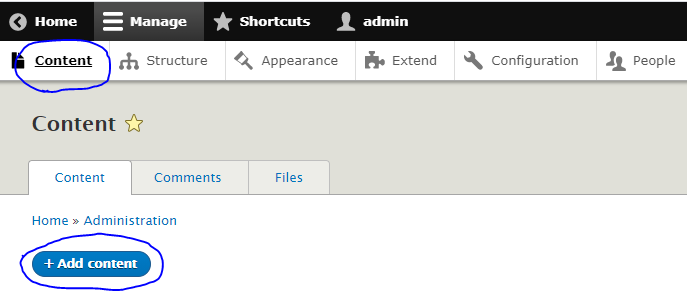 Home Manage Shortcuts admin
Content Structure Appearance Extend Configuration People
Content
Content Comments Files
Home » Administration
+ Add content